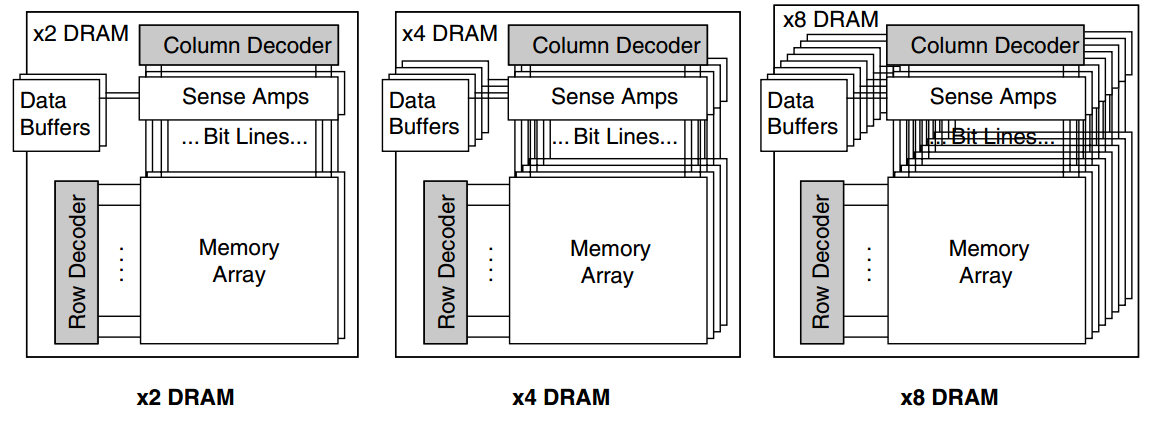 x2 DRAM
Column Decoder
Data
Buffers
Sense Amps
... Bit Lines...
Row Decoder
Memory
Array
x2 DRAM
x4 DRAM
Column Decoder
Data
Buffers
Sense Amps
... Bit Lines...
Row Decoder
Memory
Array
x4 DRAM
x8 DRAM
Column Decoder
Data
Buffers
Sense Amps
... Bit Lines...
Row Decoder
Memory
Array
x8 DRAM